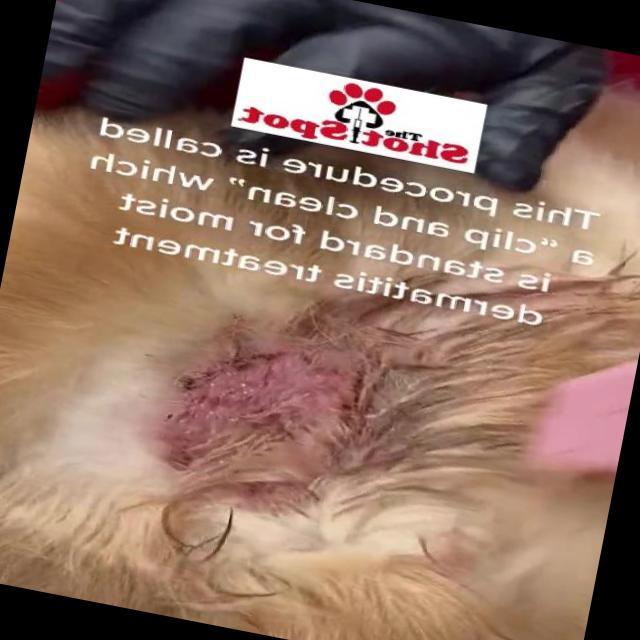 The
ShotSpot
This procedure is called
a "clip and clean" which
is standard for moist
dermatitis treatment